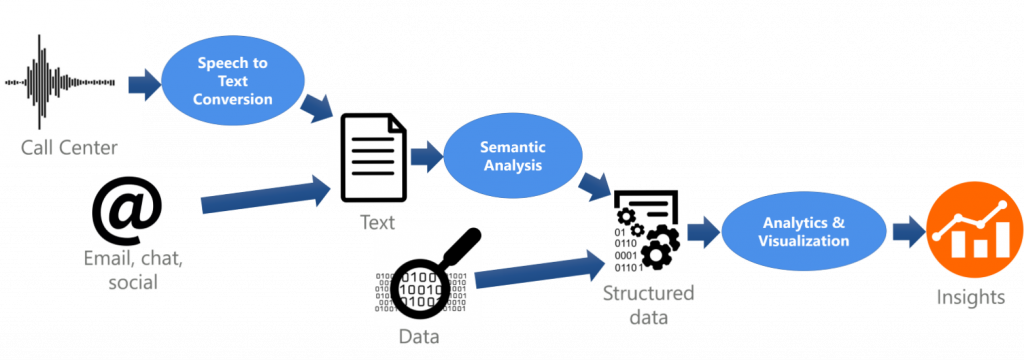 Speech to
Text
Conversion
Call Center
@
Email, chat,
social
Text
Semantic
Analysis
Data
01
0110
0001
01101
Structured
data
Analytics &
Visualization
Insights